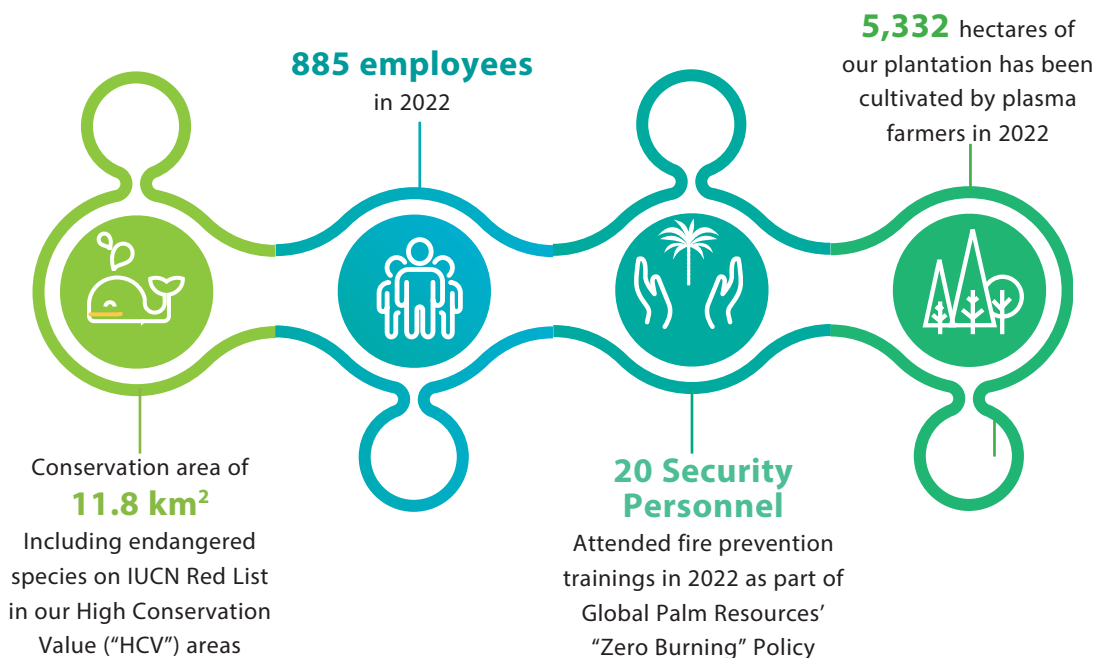 885 employees
in 2022
5,332 hectares of
our plantation has been
cultivated by plasma
farmers in 2022
Conservation area of
11.8 km²
Including endangered
species on IUCN Red List
in our High Conservation
Value (“HCV”) areas
20 Security
Personnel
Attended fire prevention
trainings in 2022 as part of
Global Palm Resources’
“Zero Burning” Policy